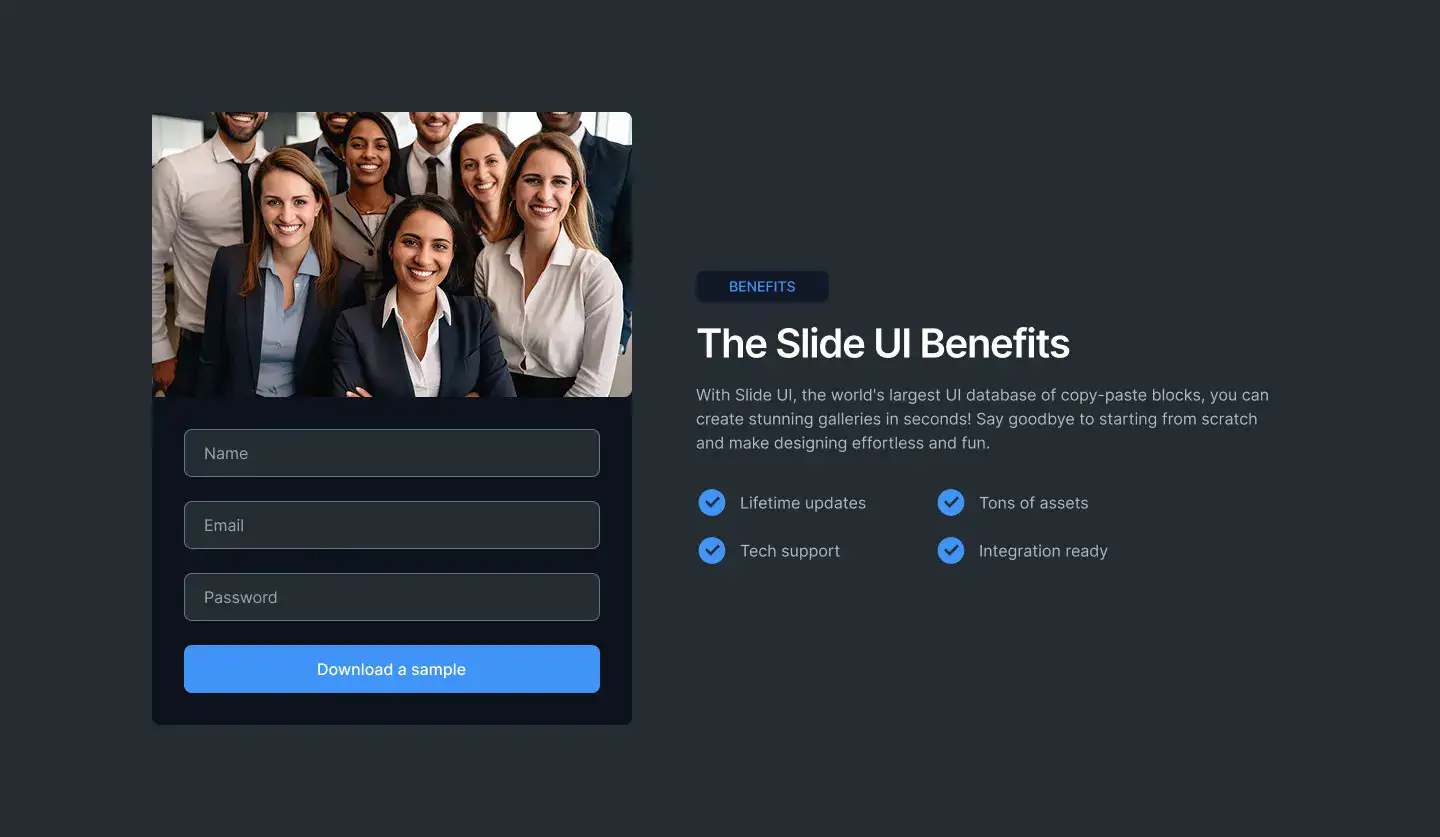 Name
Email
Password
Download a sample
BENEFITS
The Slide UI Benefits
With Slide UI, the world's largest UI database of copy-paste blocks, you can
create stunning galleries in seconds! Say goodbye to starting from scratch
and make designing effortless and fun.
Lifetime updates
Tons of assets
Tech support
Integration ready